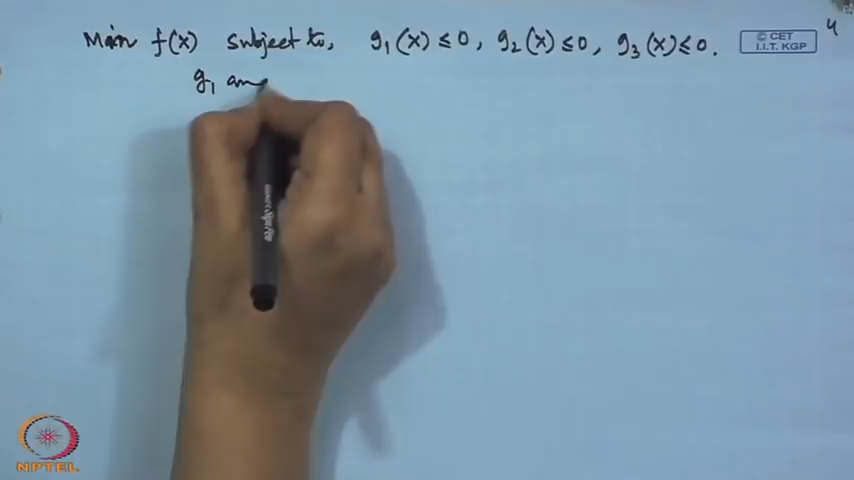 Min f(x) subject to, g₁(x) ≤ 0, g₂(x) ≤ 0, g₃(x) ≤ 0.
© CET
I.I.T. KGP
4
g₁ an
NPTEL